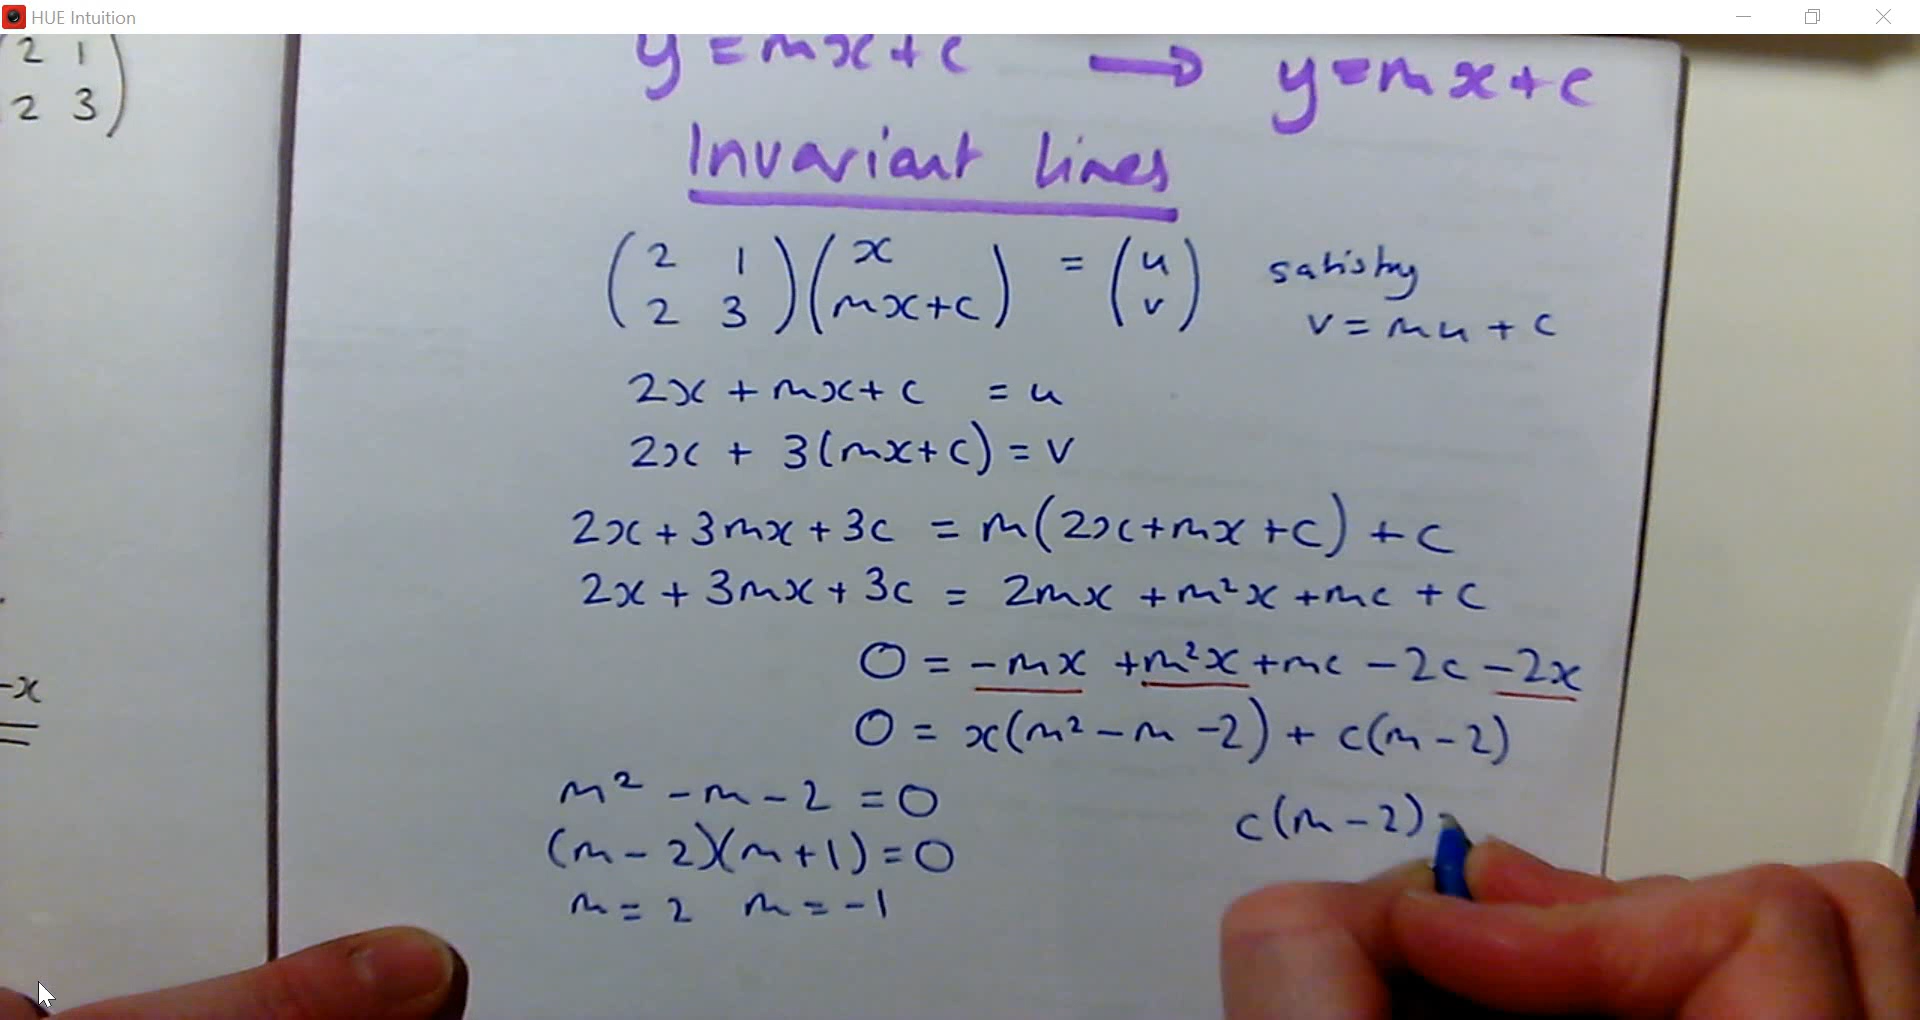 HUE Intuition
2 1
2 3
-x
y = mx + c → y = mx + c
Invariant lines
(2 1) (x) = (u) satisfy
(2 3) (mx+c) (v) v = mu + c
2x + mx + c = u
2x + 3(mx+c) = v
2x + 3mx + 3c = m(2x+mx+c) + c
2x + 3mx + 3c = 2mx + m²x + mc + c
0 = -mx + m²x + mc - 2c - 2x
0 = x(m² - m - 2) + c(m - 2)
m² - m - 2 = 0
c(m - 2)
(m - 2)(m + 1) = 0
m = 2 m = -1